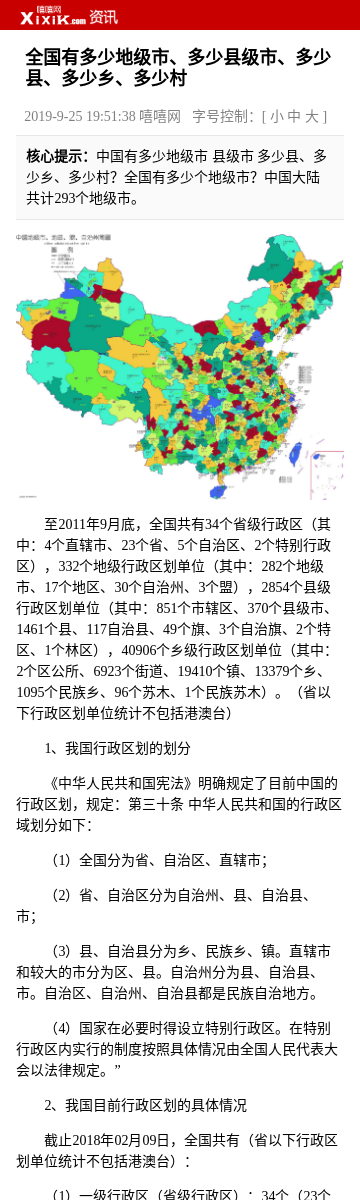 嘻嘻网
XixiK.com 资讯
全国有多少地级市、多少县级市、多少
县、多少乡、多少村
2019-9-25 19:51:38 嘻嘻网 字号控制：[ 小 中 大 ]
核心提示：中国有多少地级市 县级市 多少县、多
少乡、多少村？全国有多少个地级市？中国大陆
共计293个地级市。
至2011年9月底，全国共有34个省级行政区（其
中：4个直辖市、23个省、5个自治区、2个特别行政
区），332个地级行政区划单位（其中：282个地级
市、17个地区、30个自治州、3个盟），2854个县级
行政区划单位（其中：851个市辖区、370个县级市、
1461个县、117自治县、49个旗、3个自治旗、2个特
区、1个林区），40906个乡级行政区划单位（其中：
2个区公所、6923个街道、19410个镇、13379个乡、
1095个民族乡、96个苏木、1个民族苏木）。（省以
下行政区划单位统计不包括港澳台）
1、我国行政区划的划分
《中华人民共和国宪法》明确规定了目前中国的
行政区划，规定：第三十条 中华人民共和国的行政区
域划分如下：
（1）全国分为省、自治区、直辖市；
（2）省、自治区分为自治州、县、自治县、
市；
（3）县、自治县分为乡、民族乡、镇。直辖市
和较大的市分为区、县。自治州分为县、自治县、
市。自治区、自治州、自治县都是民族自治地方。
（4）国家在必要时得设立特别行政区。在特别
行政区内实行的制度按照具体情况由全国人民代表大
会以法律规定。”
2、我国目前行政区划的具体情况
截止2018年02月09日，全国共有（省以下行政区
划单位统计不包括港澳台）：
（1）一级行政区（省级行政区）：34个（23个